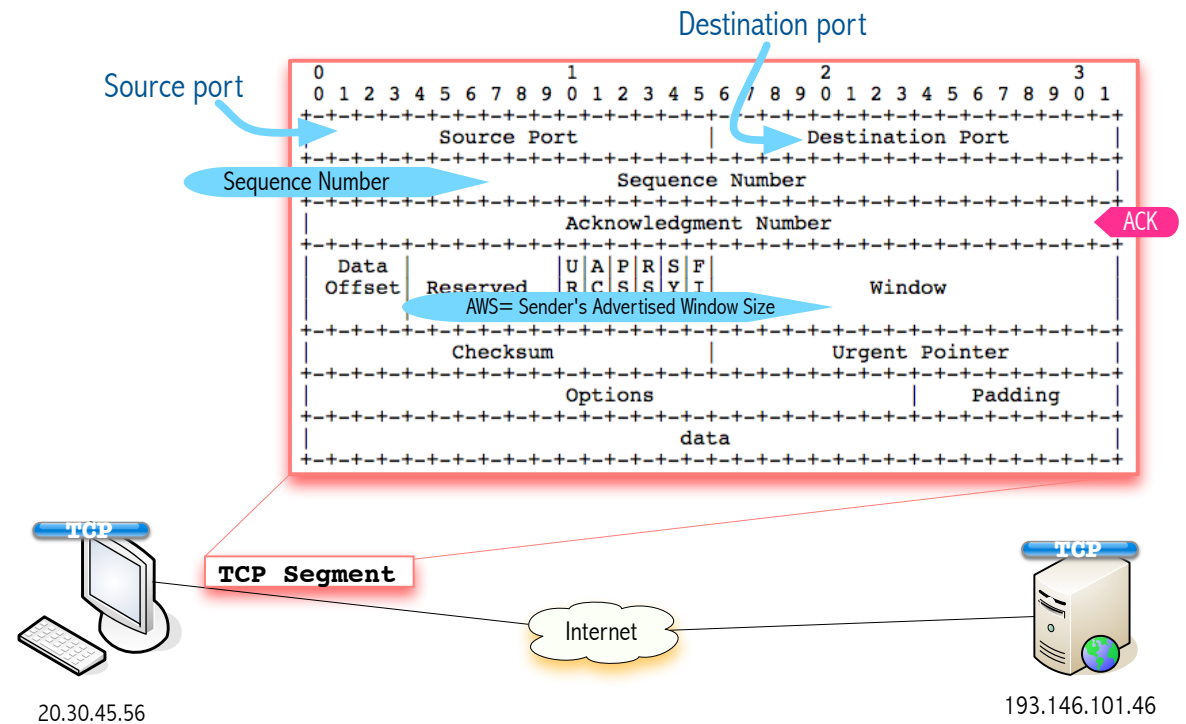 Destination port
Source port
0 1 2 3
0 1 2 3 4 5 6 7 8 9 0 1 2 3 4 5 6 7 8 9 0 1 2 3 4 5 6 7 8 9 0 1
+-+-+-+-+-+-+-+-+-+-+-+-+-+-+-+-+-+-+-+-+-+-+-+-+-+-+-+-+-+-+-+-+
| Source Port | Destination Port |
+-+-+-+-+-+-+-+-+-+-+-+-+-+-+-+-+-+-+-+-+-+-+-+-+-+-+-+-+-+-+-+-+
Sequence Number
Sequence Number |
+-+-+-+-+-+-+-+-+-+-+-+-+-+-+-+-+-+-+-+-+-+-+-+-+-+-+-+-+-+-+-+-+
| Acknowledgment Number
ACK
+-+-+-+-+-+-+-+-+-+-+-+-+-+-+-+-+-+-+-+-+-+-+-+-+-+-+-+-+-+-+-+-+
| Data | |U|A|P|R|S|F| |
| Offset| Reserved |R|C|S|S|Y|I| Window |
AWS= Sender's Advertised Window Size
+-+-+-+-+-+-+-+-+-+-+-+-+-+-+-+-+-+-+-+-+-+-+-+-+-+-+-+-+-+-+-+-+
| Checksum | Urgent Pointer |
+-+-+-+-+-+-+-+-+-+-+-+-+-+-+-+-+-+-+-+-+-+-+-+-+-+-+-+-+-+-+-+-+
| Options | Padding |
+-+-+-+-+-+-+-+-+-+-+-+-+-+-+-+-+-+-+-+-+-+-+-+-+-+-+-+-+-+-+-+-+
| data |
+-+-+-+-+-+-+-+-+-+-+-+-+-+-+-+-+-+-+-+-+-+-+-+-+-+-+-+-+-+-+-+-+
TCP
TCP
TCP Segment
Internet
20.30.45.56
193.146.101.46